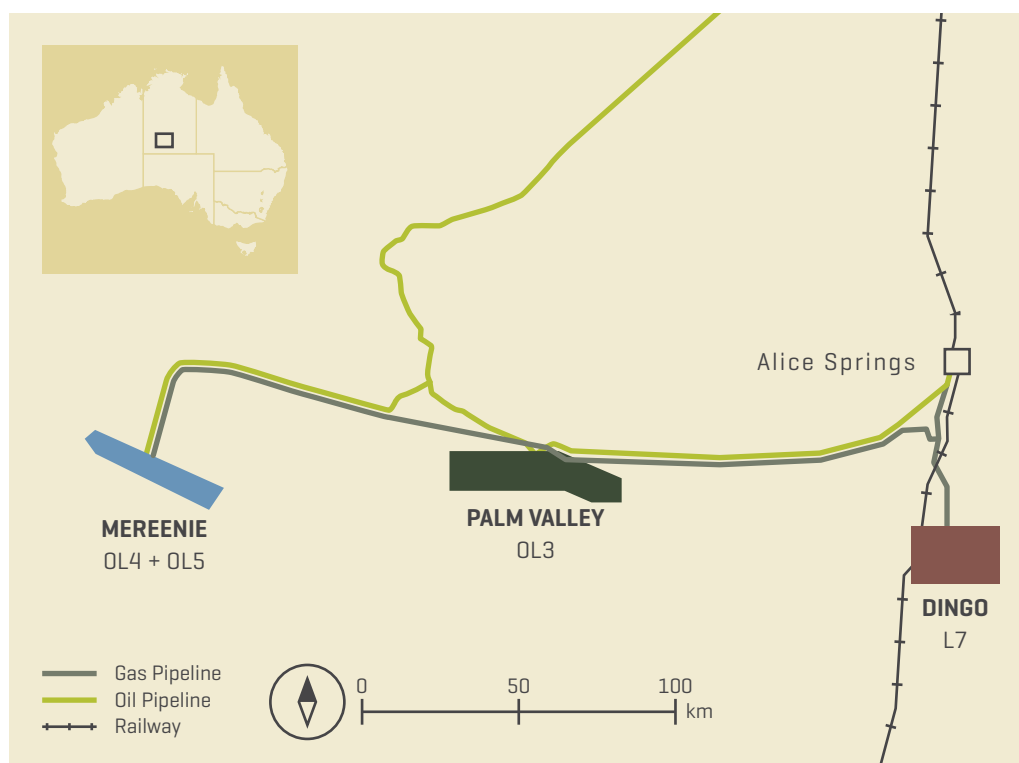 Alice Springs
MEREENIE
OL4 + OL5
PALM VALLEY
OL3
DINGO
L7
Gas Pipeline
Oil Pipeline
Railway
0 50 100
km